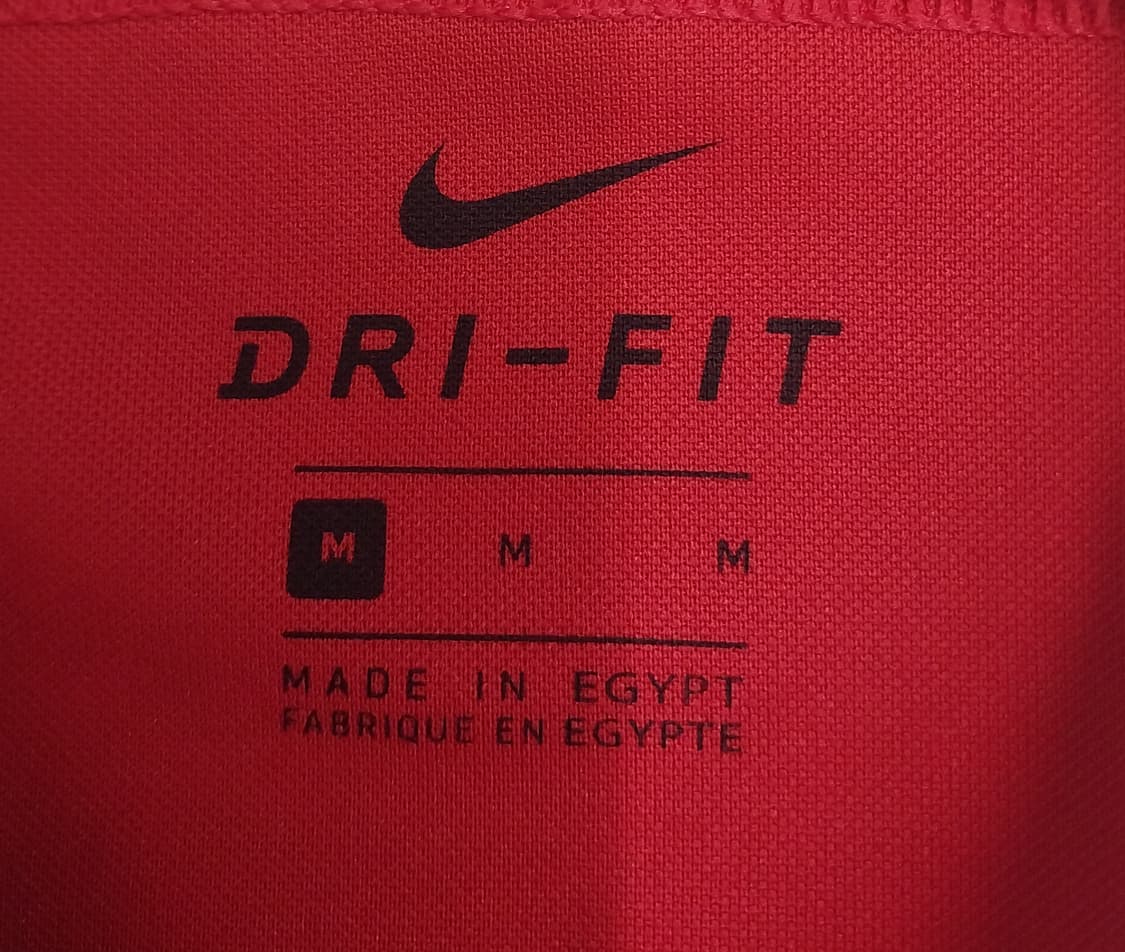 DRI-FIT
M M M
MADE IN EGYPT
FABRIQUE EN EGYPTE